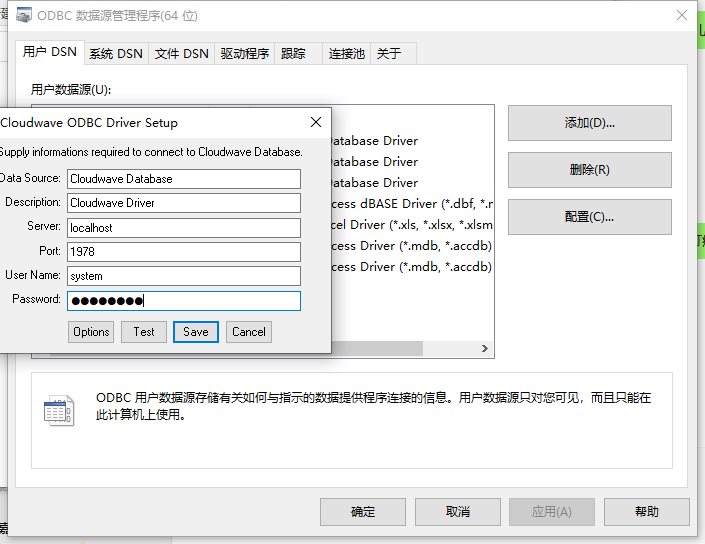 ODBC 数据源管理程序(64 位)
用户 DSN
系统 DSN
文件 DSN
驱动程序
跟踪
连接池
关于
用户数据源(U):
添加(D)...
删除(R)
配置(C)...
atabase Driver
atabase Driver
atabase Driver
cess dBASE Driver (*.dbf, *.
cel Driver (*.xls, *.xlsx, *.xlsm
cess Driver (*.mdb, *.accdb)
cess Driver (*.mdb, *.accdb)
Cloudwave ODBC Driver Setup
Supply informations required to connect to Cloudwave Database.
Data Source: Cloudwave Database
Description: Cloudwave Driver
Server: localhost
Port: 1978
User Name: system
Password: ●●●●●●●●
Options
Test
Save
Cancel
ODBC 用户数据源存储有关如何与指示的数据提供程序连接的信息。用户数据源只对您可见，而且只能在
此计算机上使用。
确定
取消
应用(A)
帮助